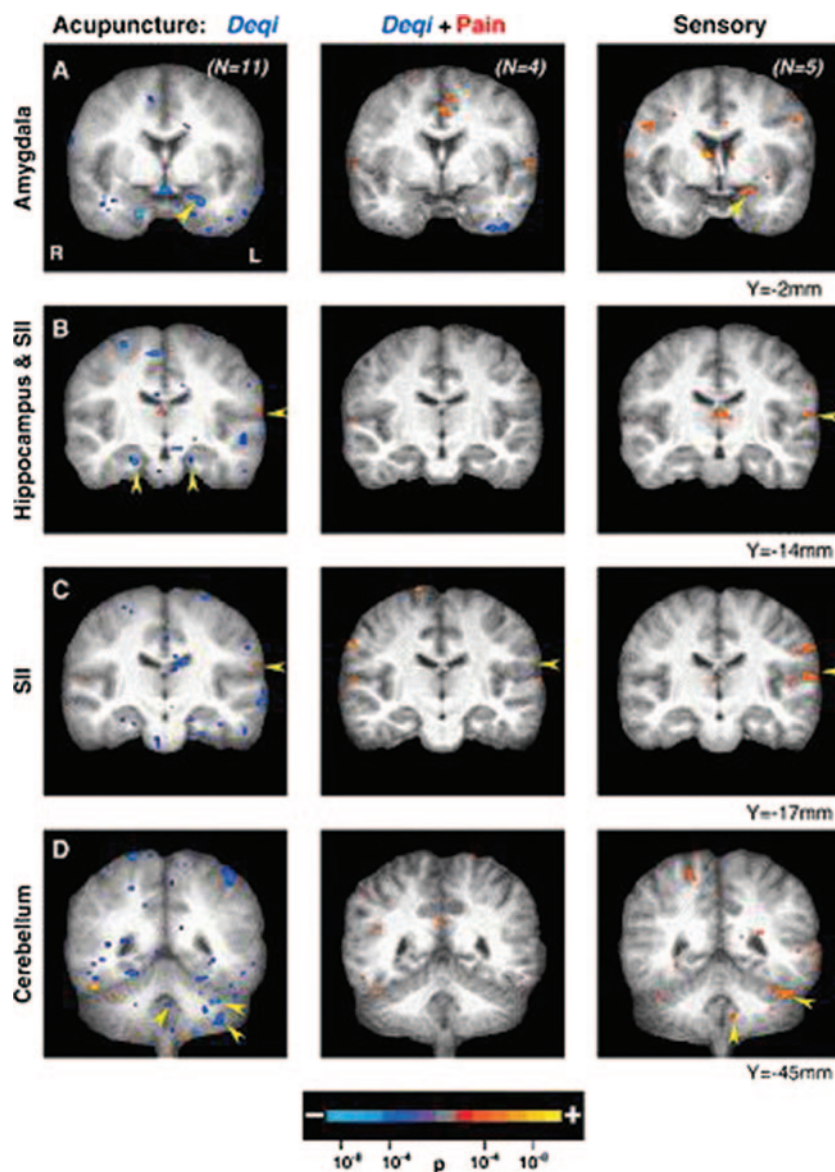 Acupuncture: Deqi
Deqi + Pain
Sensory
A
(N=11)
(N=4)
(N=5)
Amygdala
R
L
Y=-2mm
B
Hippocampus & SII
Y=-14mm
C
SII
Y=-17mm
D
Cerebellum
Y=-45mm
− +
p